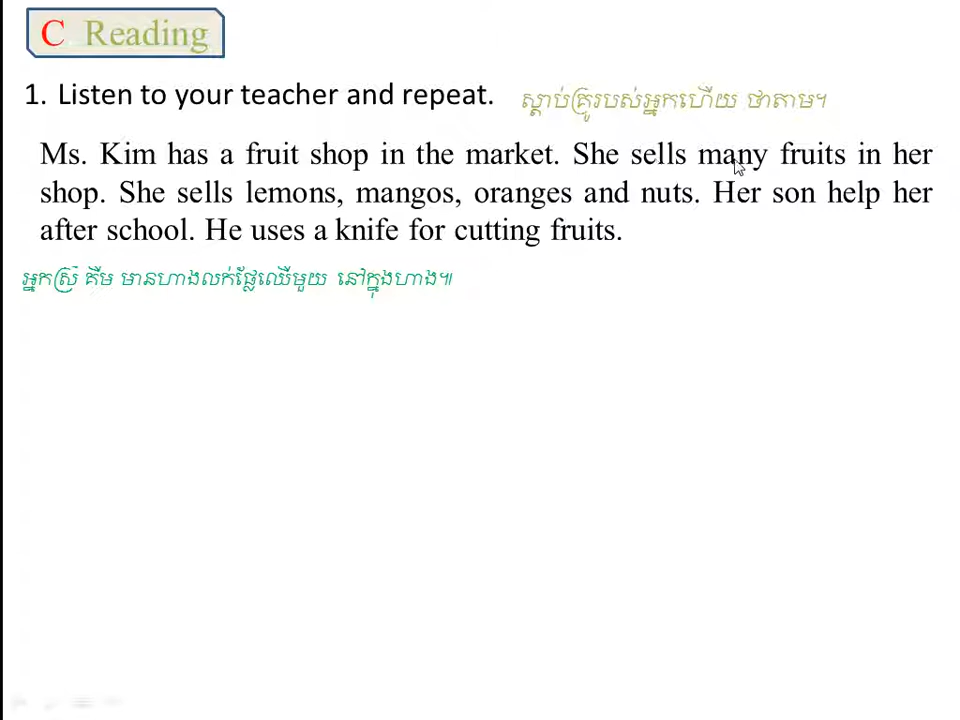 C Reading
1. Listen to your teacher and repeat. ស្ដាប់គ្រូរបស់អ្នកហើយ ថាតាម។
Ms. Kim has a fruit shop in the market. She sells many fruits in her
shop. She sells lemons, mangos, oranges and nuts. Her son help her
after school. He uses a knife for cutting fruits.
អ្នកស្រី គីម មានហាងលក់ផ្លែឈើមួយ នៅក្នុងហាង៕